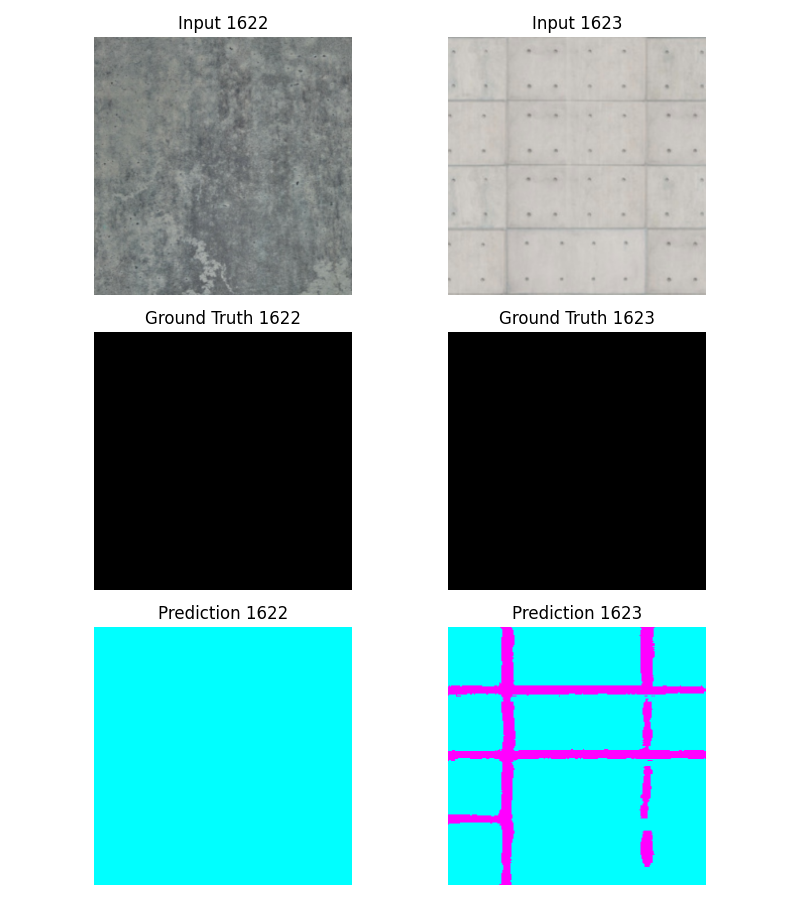 Input 1622
Input 1623
Ground Truth 1622
Ground Truth 1623
Prediction 1622
Prediction 1623